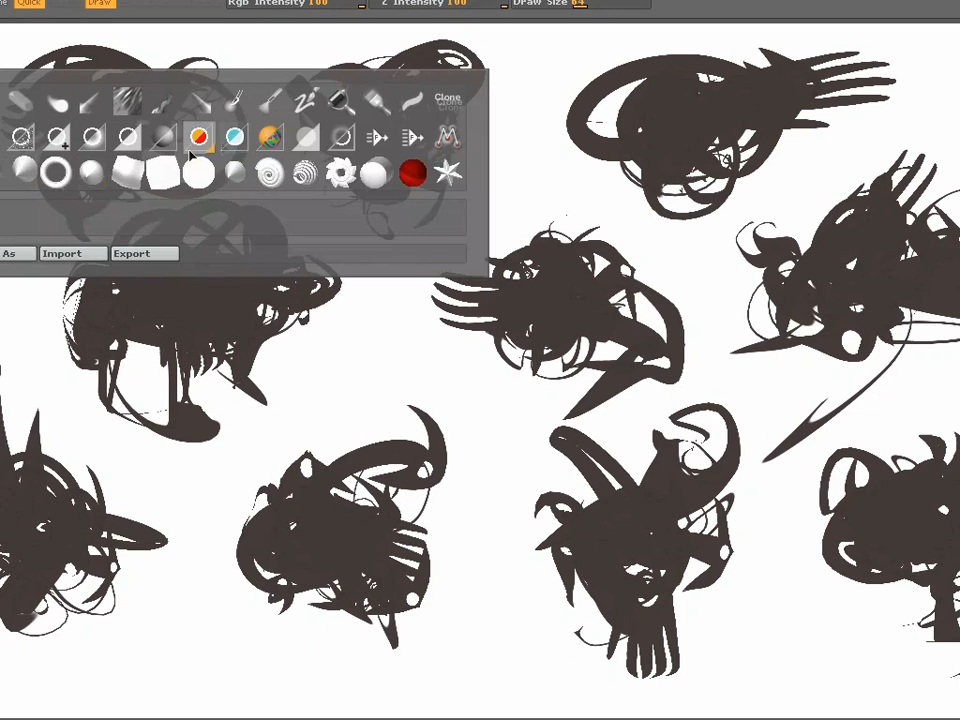 Quick Draw Rgb Intensity 100 Z Intensity 100 Draw Size 64
Clone
As Import Export